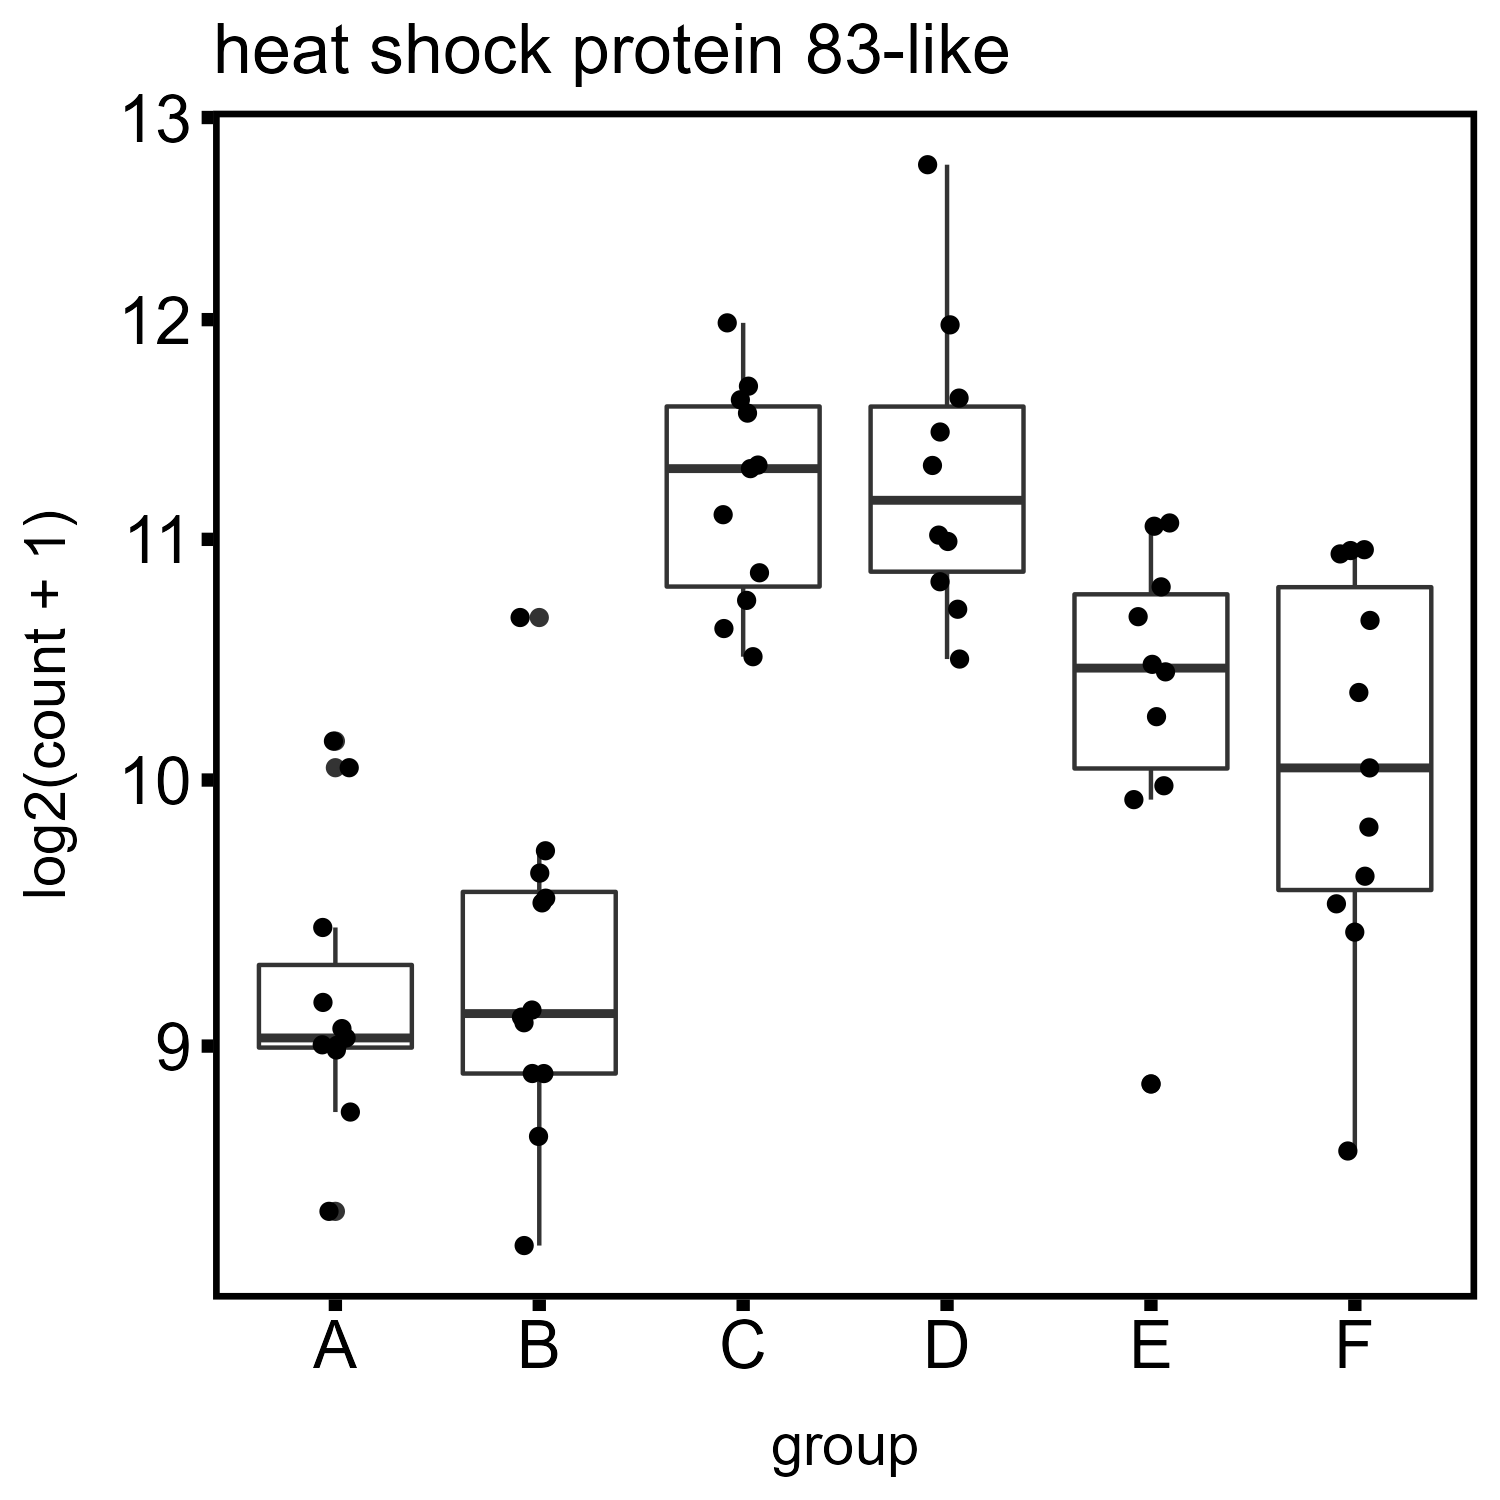 heat shock protein 83-like
13
12
11
10
9
log2(count + 1)
A B C D E F
group